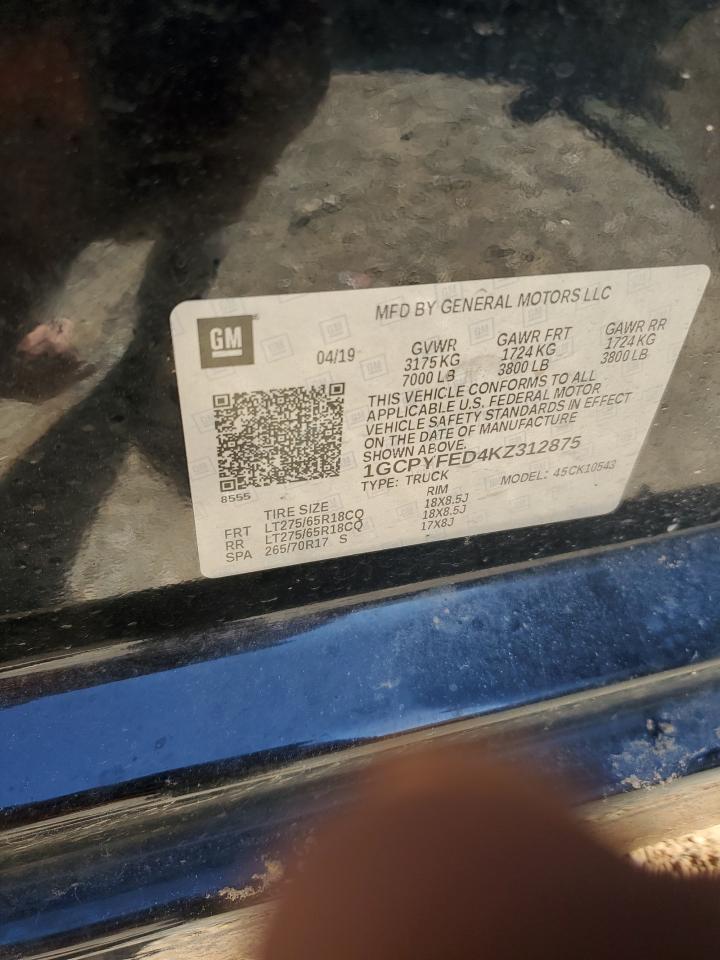 MFD BY GENERAL MOTORS LLC
GM
04/19
GVWR GAWR FRT GAWR RR
3175 KG 1724 KG 1724 KG
7000 LB 3800 LB 3800 LB
THIS VEHICLE CONFORMS TO ALL
APPLICABLE U.S. FEDERAL MOTOR
VEHICLE SAFETY STANDARDS IN EFFECT
ON THE DATE OF MANUFACTURE
SHOWN ABOVE.
1GCPYFED4KZ312875
TYPE: TRUCK MODEL: 45CK10543
8555
TIRE SIZE RIM
FRT LT275/65R18CQ 18X8.5J
RR LT275/65R18CQ 18X8.5J
SPA 265/70R17 S 17X8J